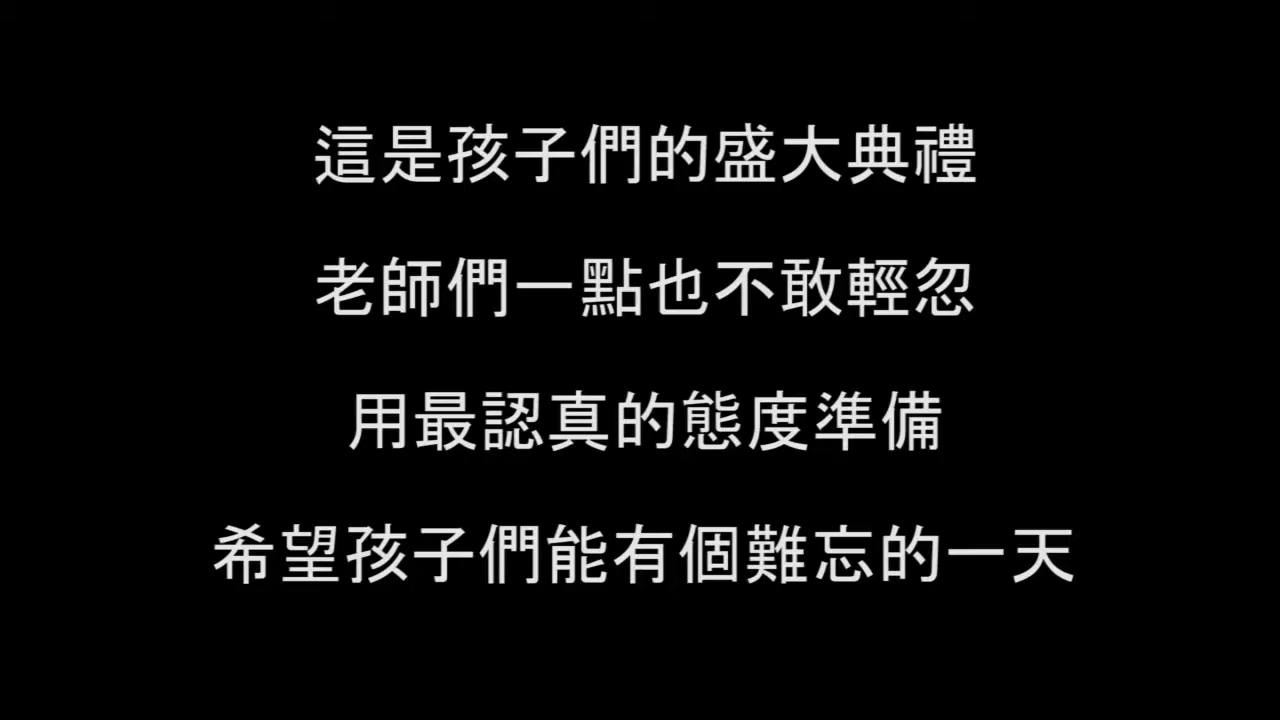 這是孩子們的盛大典禮
老師們一點也不敢輕忽
用最認真的態度準備
希望孩子們能有個難忘的一天